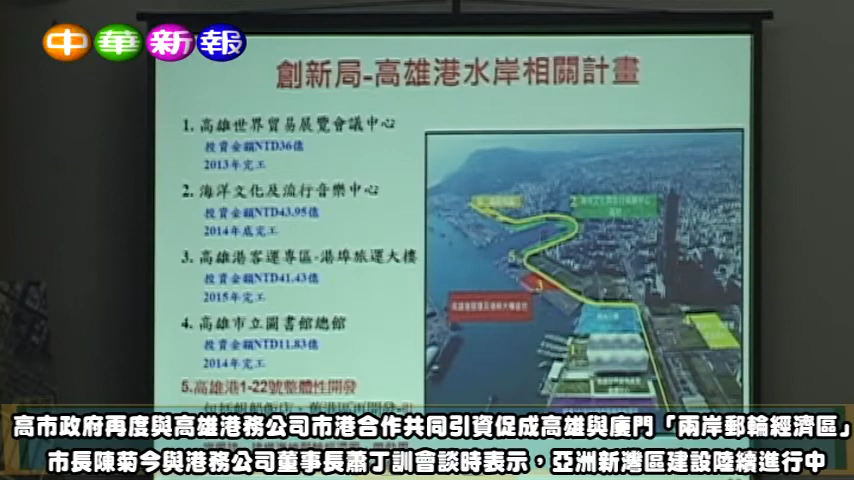 中華新報
創新局-高雄港水岸相關計畫
1. 高雄世界貿易展覽會議中心
投資金額NTD36億
2013年完工
2. 海洋文化及流行音樂中心
投資金額NTD43.95億
2014年底完工
3. 高雄港客運專區-港埠旅運大樓
投資金額NTD41.43億
2015年完工
4. 高雄市立圖書館總館
投資金額NTD11.83億
2014年完工
5.高雄港1-22號整體性開發
2
5
3
高市政府再度與高雄港務公司市港合作共同引資促成高雄與廈門「兩岸郵輪經濟區」
市長陳菊今與港務公司董事長蕭丁訓會談時表示，亞洲新灣區建設陸續進行中